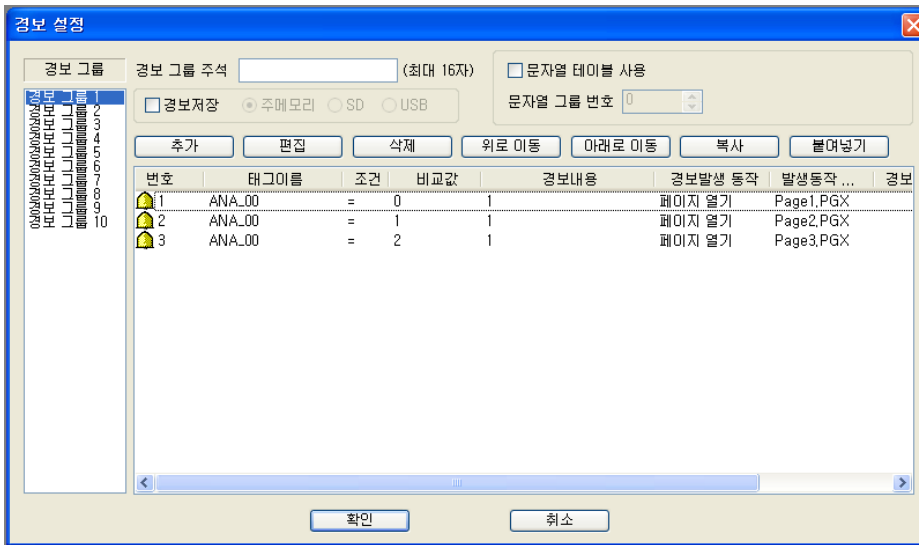 경보 설정
경보 그룹
경보 그룹 주석 (최대 16자)
문자열 테이블 사용
경보저장 주메모리 SD USB
문자열 그룹 번호 0
경보 그룹 1
경보 그룹 2
경보 그룹 3
경보 그룹 4
경보 그룹 5
경보 그룹 6
경보 그룹 7
경보 그룹 8
경보 그룹 9
경보 그룹 10
추가 편집 삭제 위로 이동 아래로 이동 복사 붙여넣기
번호 태그이름 조건 비교값 경보내용 경보발생 동작 발생동작 ... 경보
1 ANA_00 = 0 1 페이지 열기 Page1.PGX
2 ANA_00 = 1 1 페이지 열기 Page2.PGX
3 ANA_00 = 2 1 페이지 열기 Page3.PGX
확인 취소